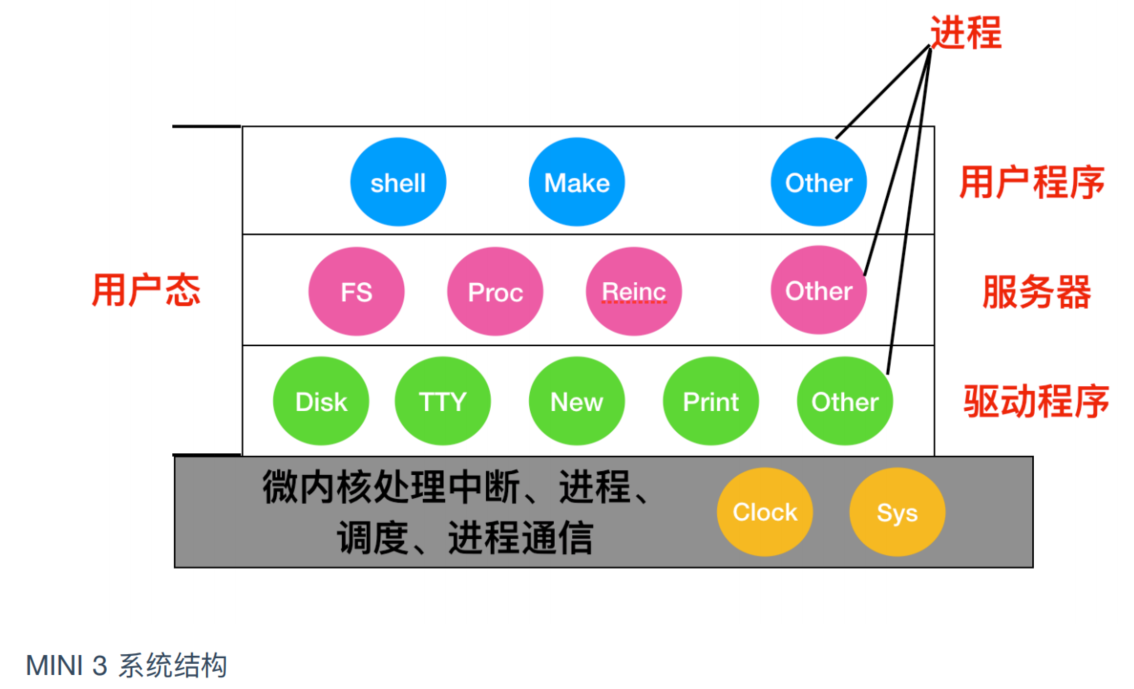 进程
shell Make Other 用户程序
用户态 FS Proc Reinc Other 服务器
Disk TTY New Print Other 驱动程序
微内核处理中断、进程、
调度、进程通信
Clock Sys
MINI 3 系统结构